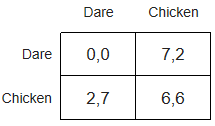 Dare Chicken
Dare 0,0 7,2
Chicken 2,7 6,6